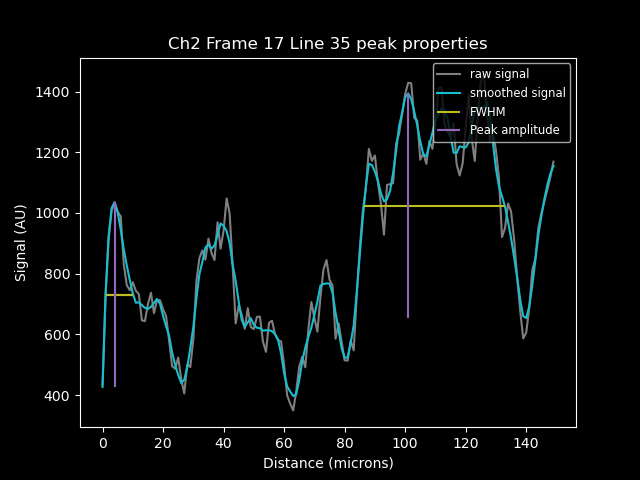 Ch2 Frame 17 Line 35 peak properties
raw signal
smoothed signal
FWHM
Peak amplitude
Signal (AU)
1400
1200
1000
800
600
400
0 20 40 60 80 100 120 140
Distance (microns)